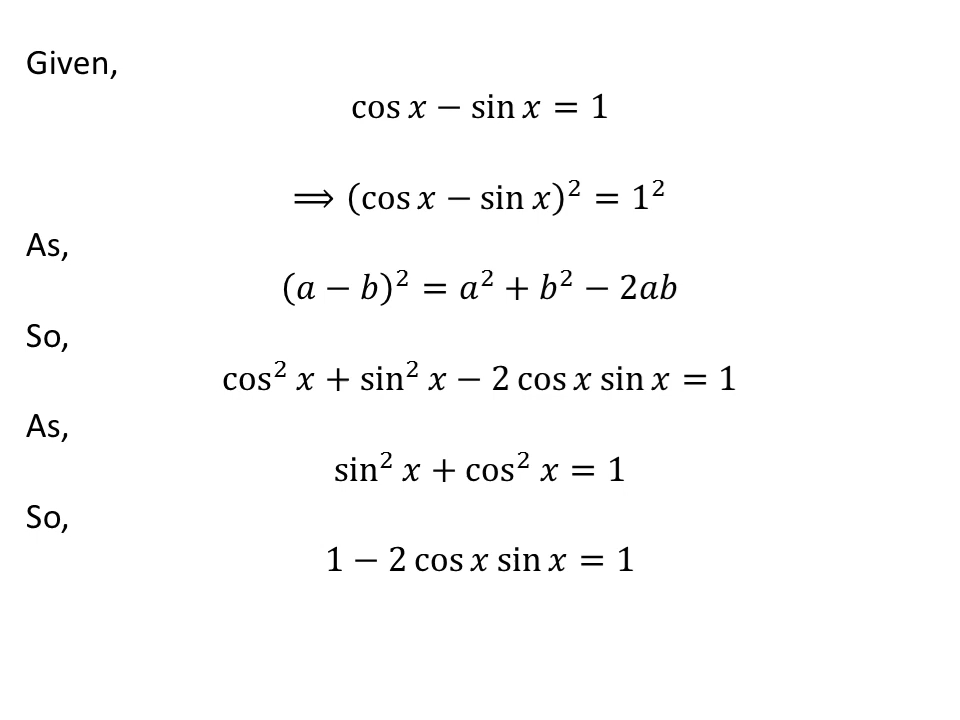 Given,
cos 𝑥 − sin 𝑥 = 1
⟹ (cos 𝑥 − sin 𝑥)² = 1²
As,
(𝑎 − 𝑏)² = 𝑎² + 𝑏² − 2𝑎𝑏
So,
cos² 𝑥 + sin² 𝑥 − 2 cos 𝑥 sin 𝑥 = 1
As,
sin² 𝑥 + cos² 𝑥 = 1
So,
1 − 2 cos 𝑥 sin 𝑥 = 1